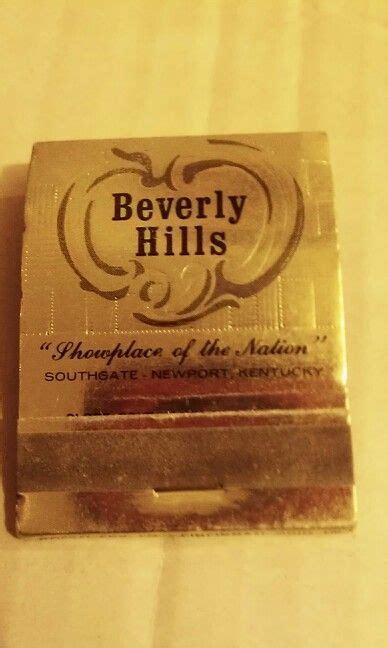 Beverly
Hills
"Showplace of the Nation"
SOUTHGATE - NEWPORT, KENTUCKY